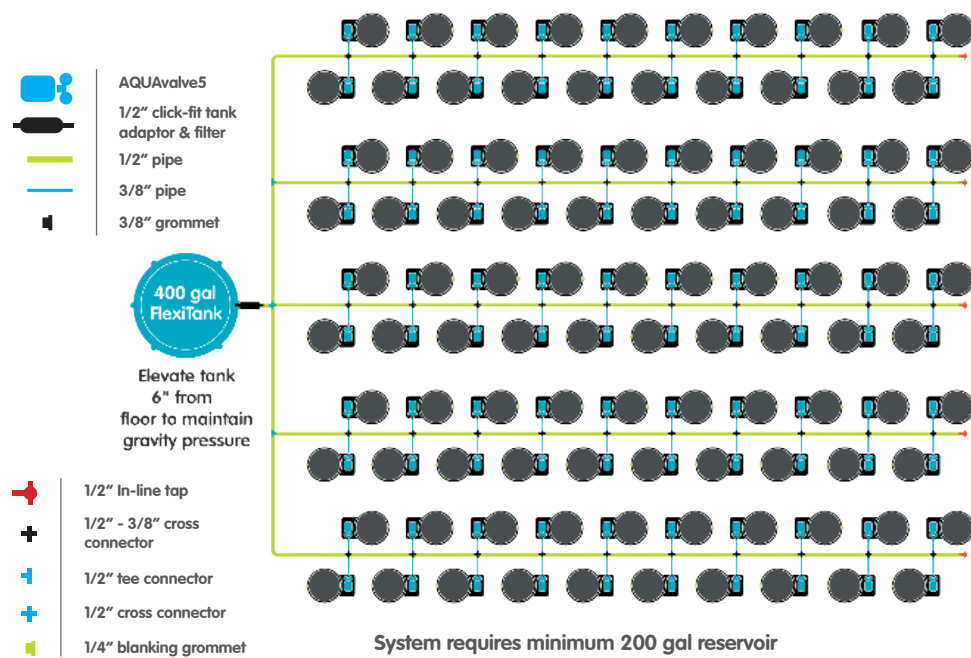 AQUAvalve5
1/2″ click-fit tank
adaptor & filter
1/2″ pipe
3/8″ pipe
3/8″ grommet
400 gal
FlexiTank
Elevate tank
6" from
floor to maintain
gravity pressure
1/2″ In-line tap
1/2″ - 3/8″ cross
connector
1/2″ tee connector
1/2″ cross connector
1/4″ blanking grommet
System requires minimum 200 gal reservoir